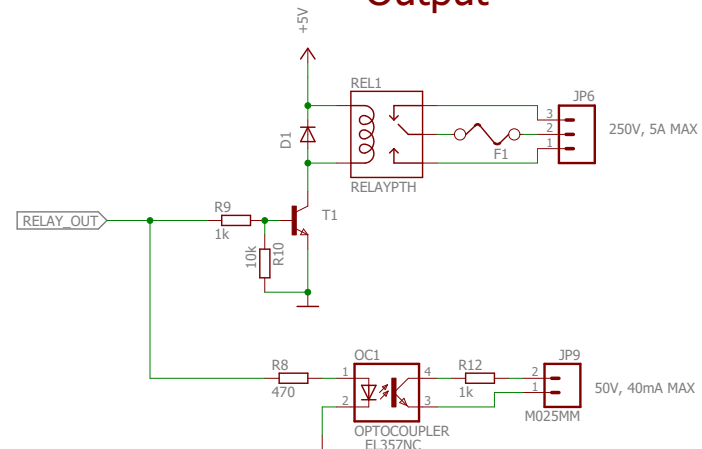 Output
+5V
REL1
JP6
D1
3
2
1
250V, 5A MAX
F1
RELAYPTH
R9
T1
RELAY_OUT
1k
10k
R10
OC1
R12
JP9
R8
1
4
2
470
2
1k
3
1
50V, 40mA MAX
M025MM
OPTOCOUPLER
EL357NC